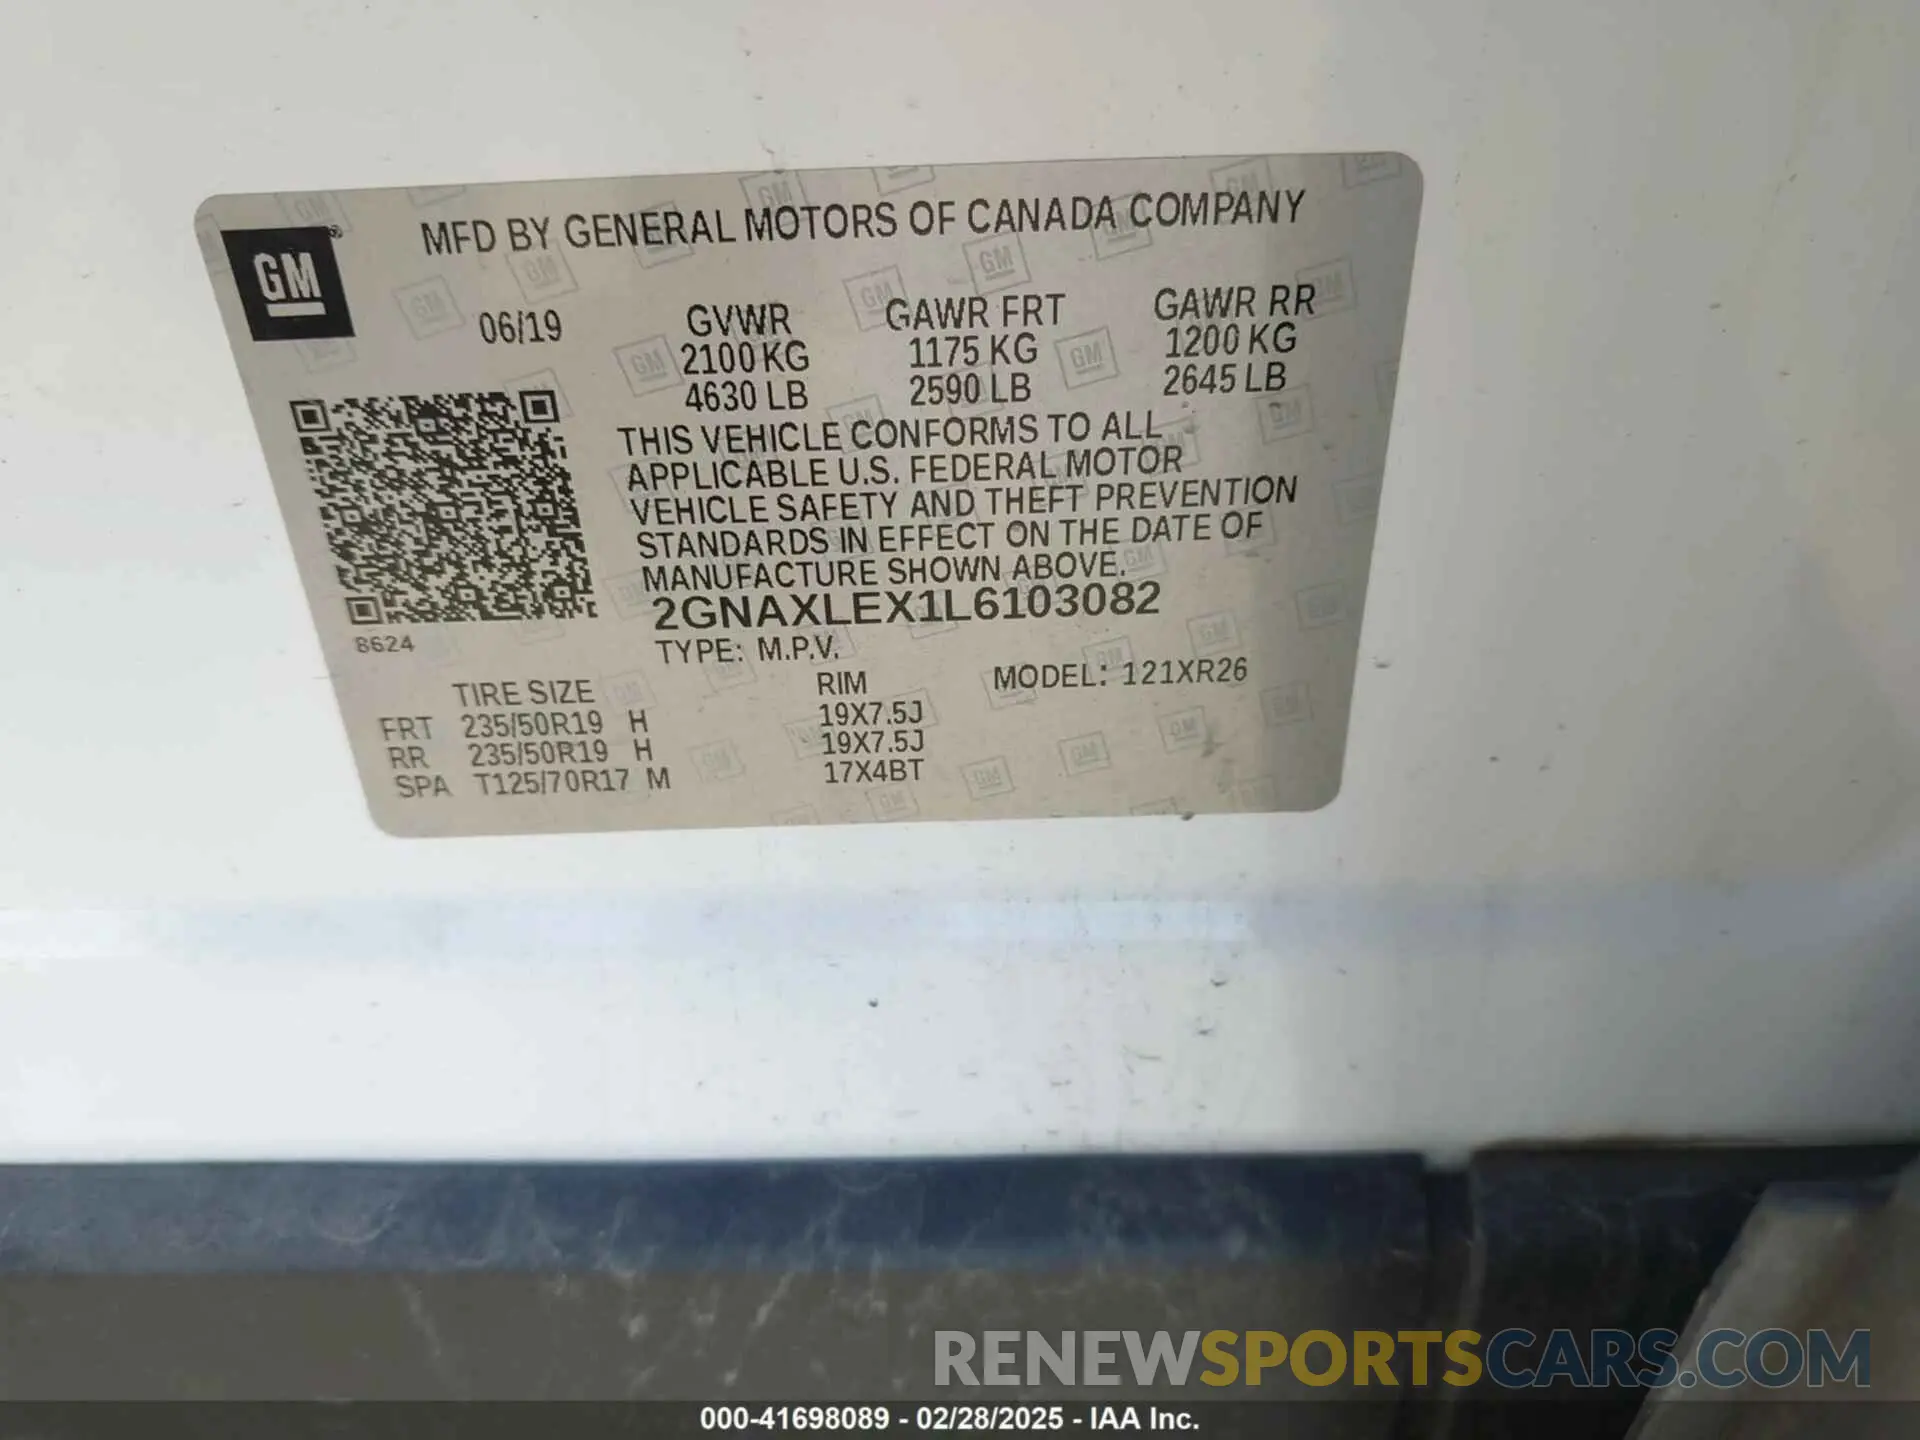 GM®
MFD BY GENERAL MOTORS OF CANADA COMPANY
06/19 GVWR GAWR FRT GAWR RR
2100 KG 1175 KG 1200 KG
4630 LB 2590 LB 2645 LB
THIS VEHICLE CONFORMS TO ALL
APPLICABLE U.S. FEDERAL MOTOR
VEHICLE SAFETY AND THEFT PREVENTION
STANDARDS IN EFFECT ON THE DATE OF
MANUFACTURE SHOWN ABOVE.
2GNAXLEX1L6103082
8624
TYPE: M.P.V.
TIRE SIZE RIM MODEL: 121XR26
FRT 235/50R19 H 19X7.5J
RR 235/50R19 H 19X7.5J
SPA T125/70R17 M 17X4BT
RENEWSPORTSCARS.COM
000-41698089 - 02/28/2025 - IAA Inc.